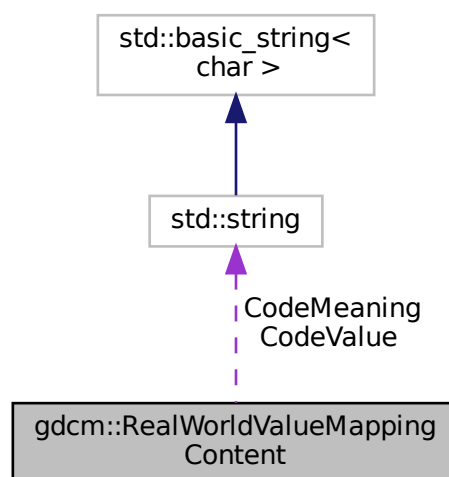 std::basic_string<
char >
std::string
CodeMeaning
CodeValue
gdcm::RealWorldValueMapping
Content